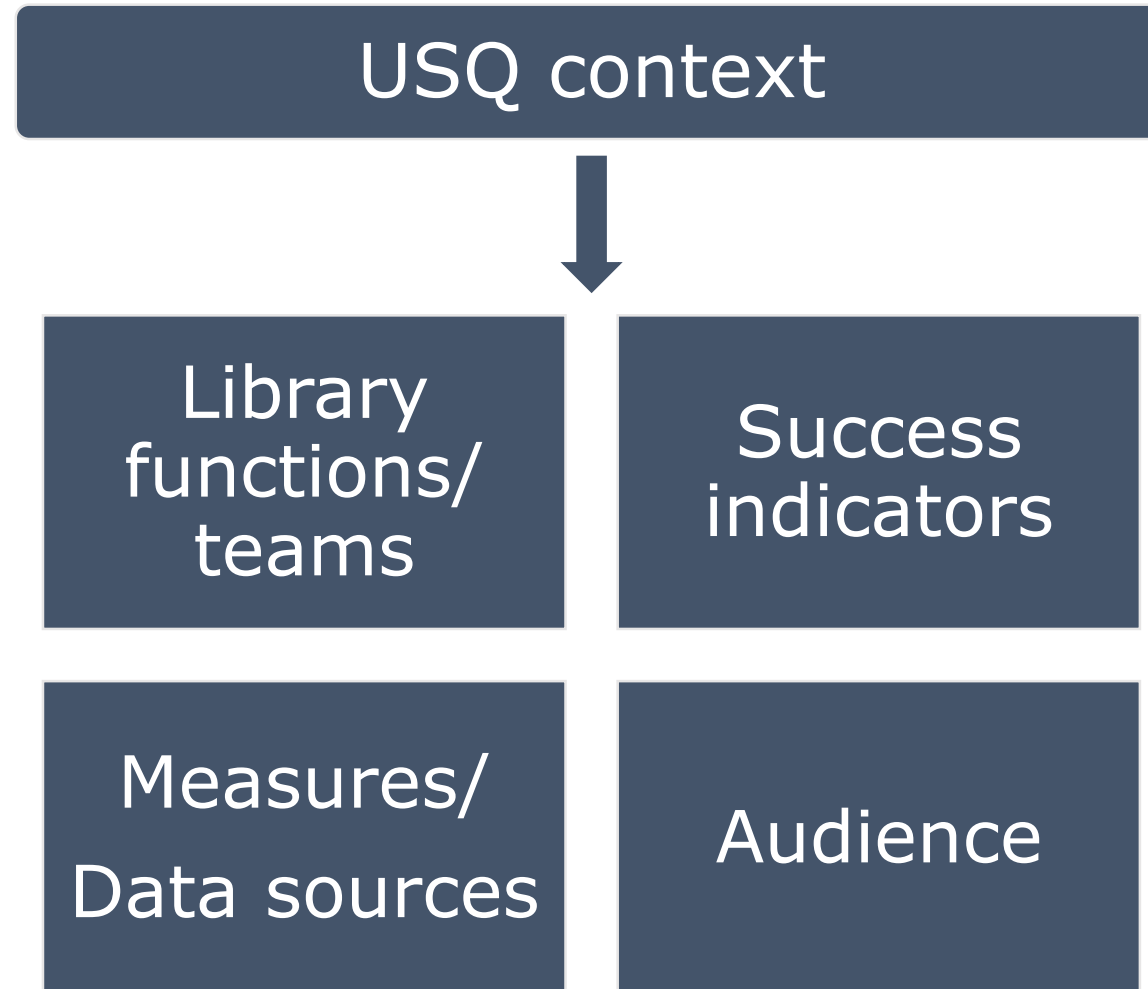 USQ context
Library
functions/
teams
Success
indicators
Measures/
Data sources
Audience